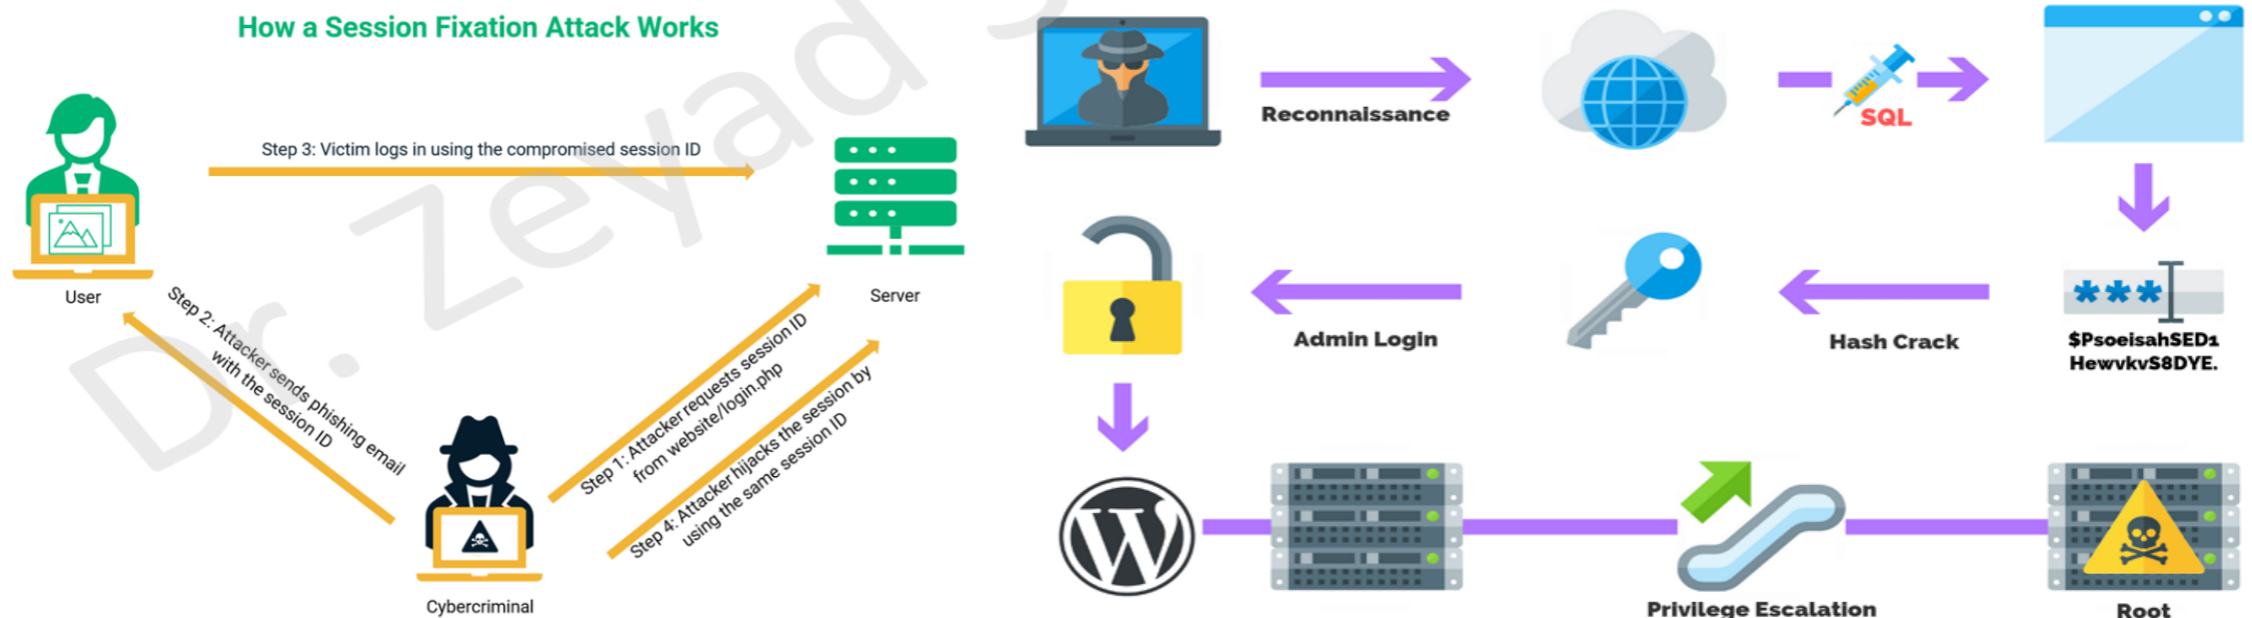 How a Session Fixation Attack Works
Step 3: Victim logs in using the compromised session ID
User
Server
Step 2: Attacker sends phishing email
with the session ID
Step 1: Attacker requests session ID
from website/login.php
Step 4: Attacker hijacks the session by
using the same session ID
Cybercriminal
Dr. Zeyad
Reconnaissance
SQL
***
$PsoeisahSED1
HewvkvS8DYE.
Hash Crack
Admin Login
W
Privilege Escalation
Root